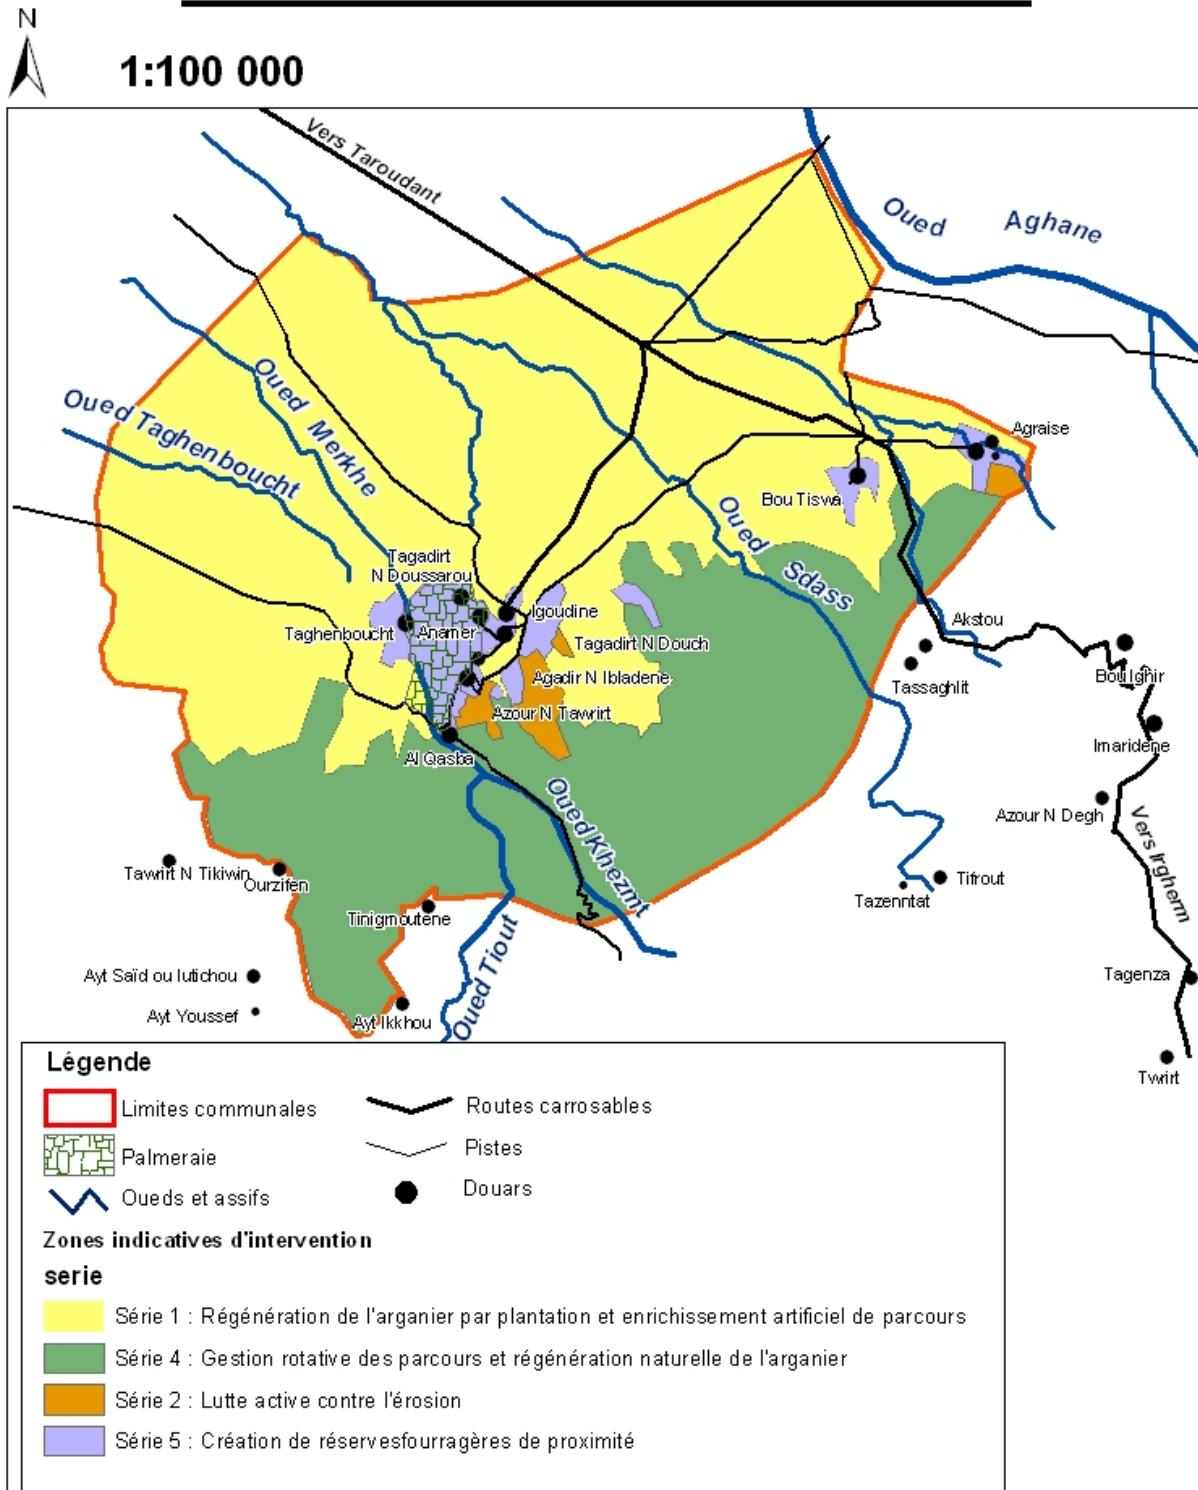 N
1:100 000
Vers Taroudant
Oued Aghane
Oued Merkhe
Oued Taghenboucht
Agraise
Bou Tiswa
Oued Sdass
Tagadirt
N Doussarou
Igoudine
Taghenboucht
Anamer
Tagadirt N Douch
Akstou
Agadir N Ibladene
Tassaghlit
Bou Ighir
Azour N Tawrirt
Imaridene
Al Qasba
Oued Khezmt
Azour N Degh
Vers Irgherm
Tawrirt N Tikiwin
Ourzifen
Tifrout
Tazenntat
Tinigmoutene
Oued Tiout
Ayt Saïd ou Iutichou
Tagenza
Ayt Youssef
Ayt Ikkhou
Twrirt
Légende
Limites communales
Routes carrosables
Palmeraie
Pistes
Oueds et assifs
Douars
Zones indicatives d'intervention
serie
Série 1 : Régénération de l'arganier par plantation et enrichissement artificiel de parcours
Série 4 : Gestion rotative des parcours et régénération naturelle de l'arganier
Série 2 : Lutte active contre l'érosion
Série 5 : Création de réservesfourragères de proximité